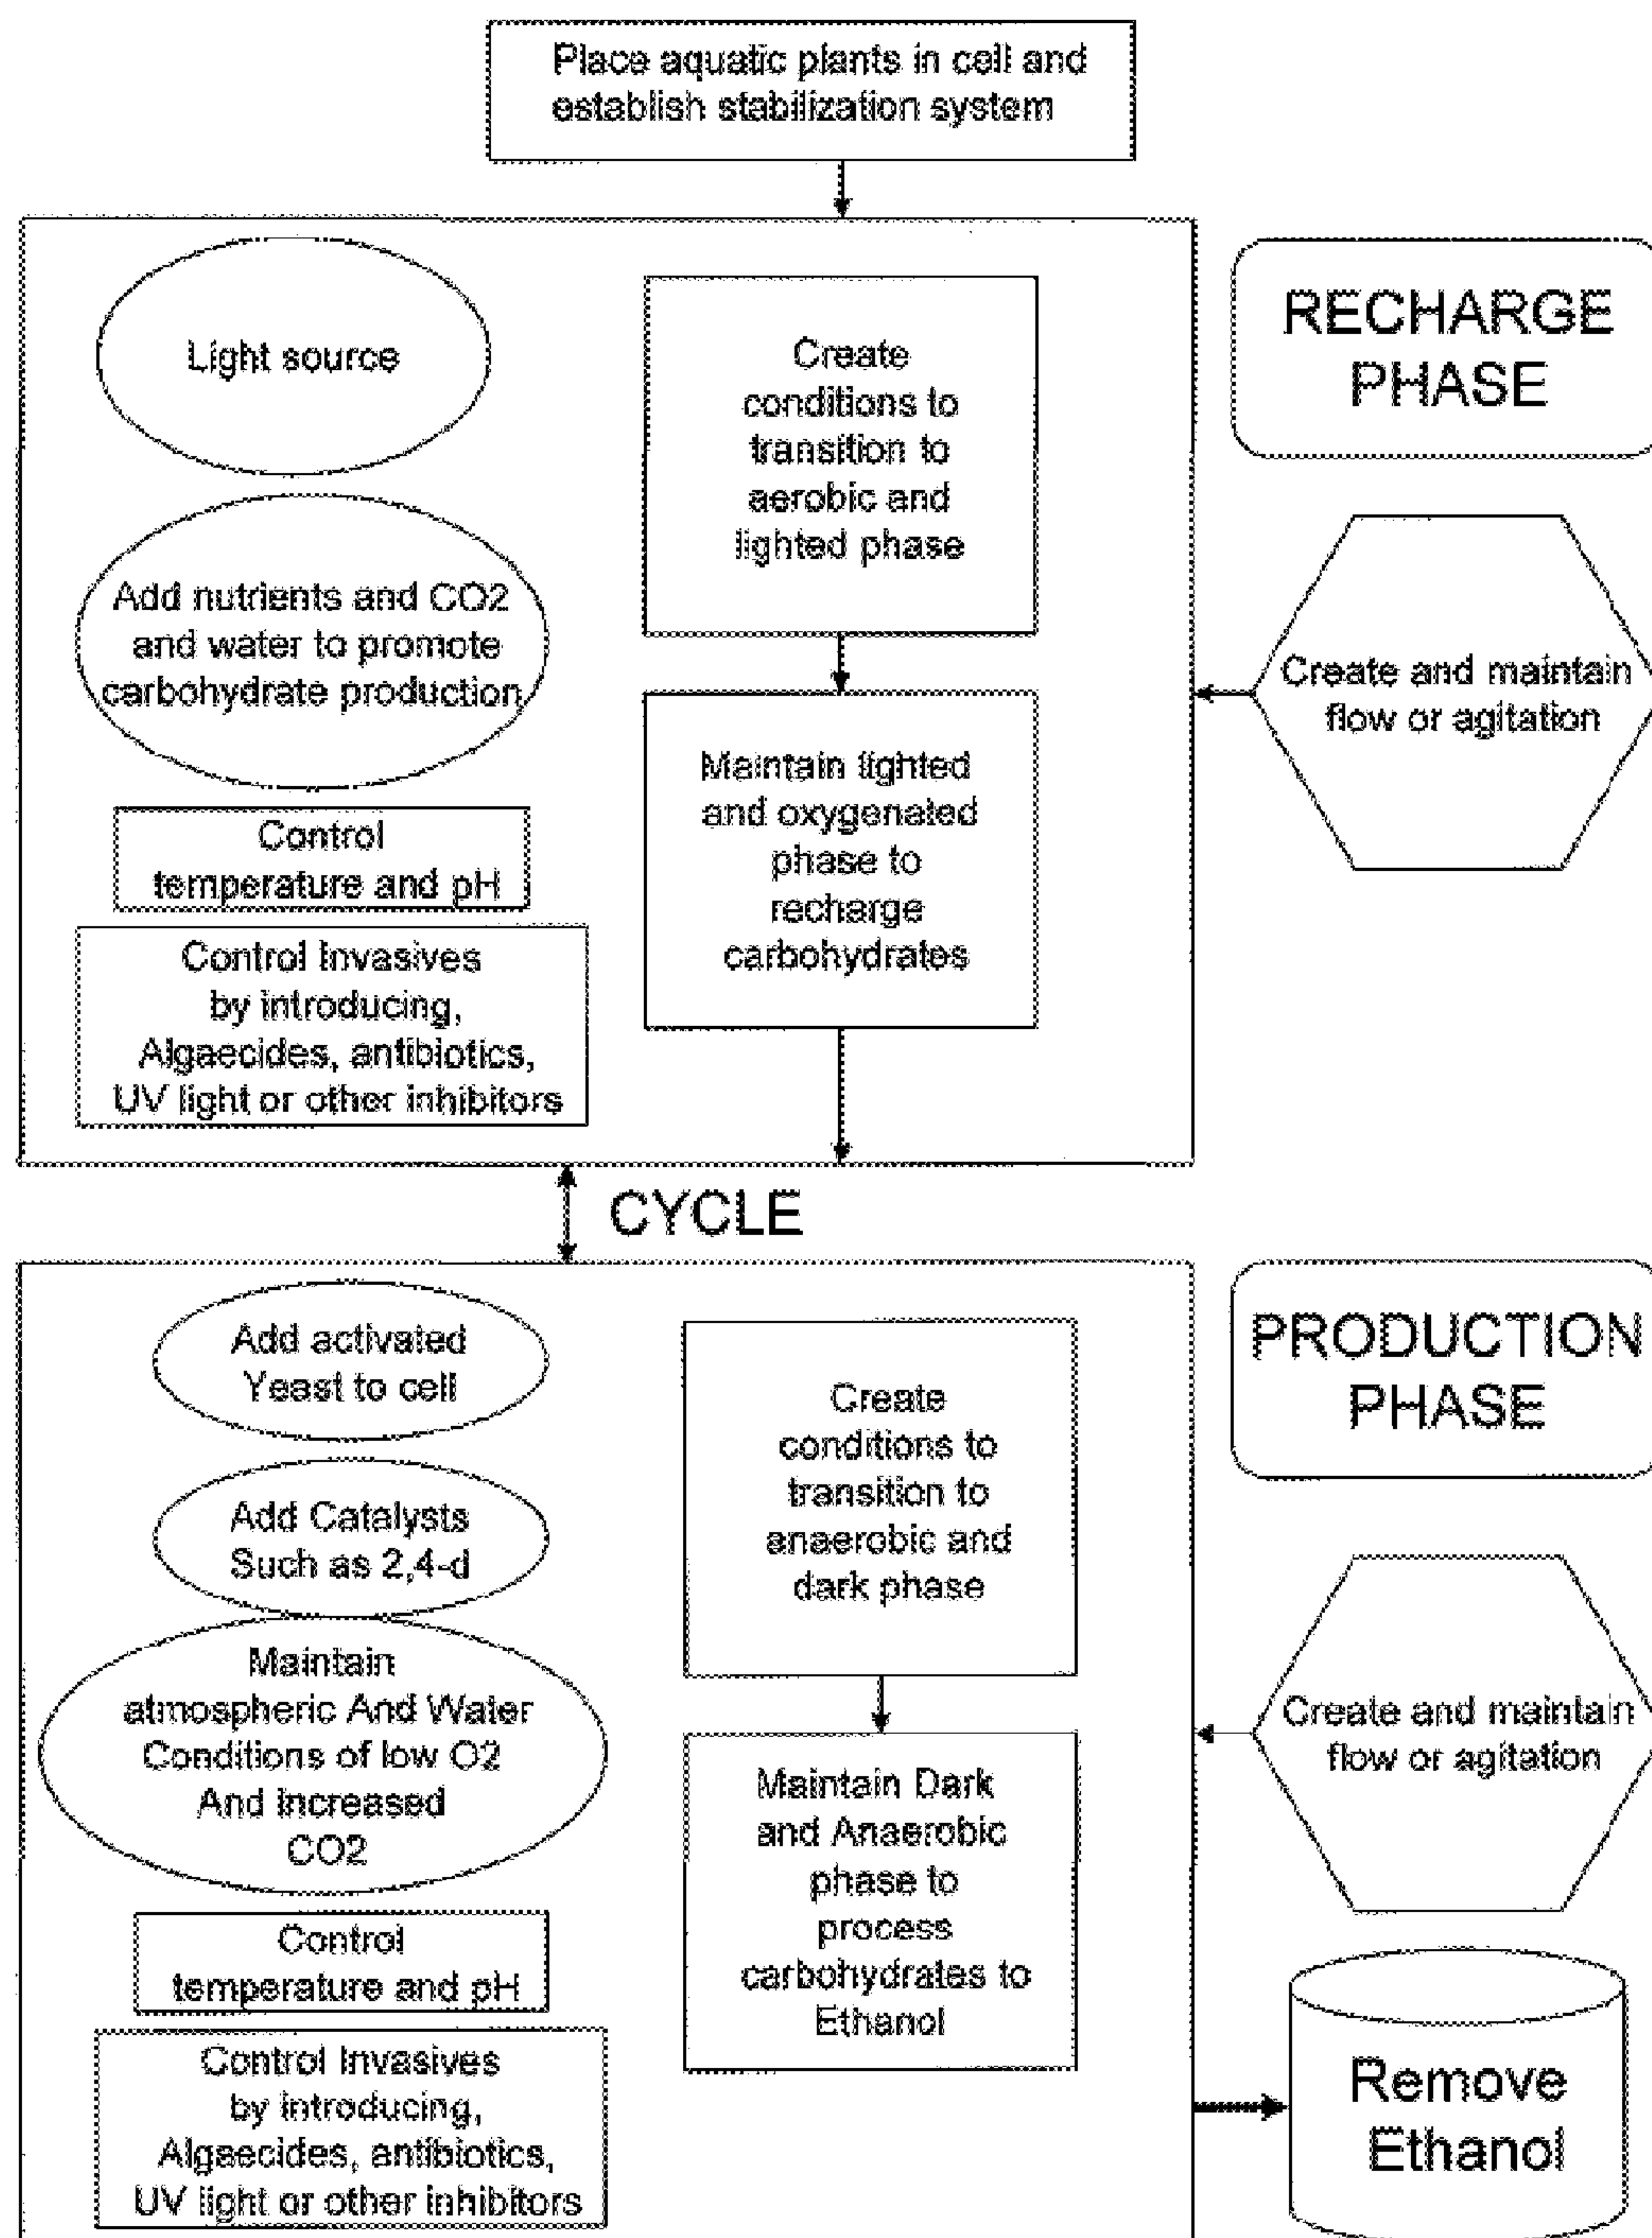 Place aquatic plants in cell and
establish stabilization system
Light source
Add nutrients and CO2
and water to promote
carbohydrate production
Control
temperature and pH
Control Invasives
by introducing,
Algaecides, antibiotics,
UV light or other inhibitors
Create
conditions to
transition to
aerobic and
lighted phase
Maintain lighted
and oxygenated
phase to
recharge
carbohydrates
RECHARGE
PHASE
Create and maintain
flow or agitation
CYCLE
Add activated
Yeast to cell
Add Catalysts
Such as 2,4-d
Maintain
atmospheric And Water
Conditions of low O2
And Increased
CO2
Control
temperature and pH
Control Invasives
by introducing,
Algaecides, antibiotics,
UV light or other inhibitors
Create
conditions to
transition to
anaerobic and
dark phase
Maintain Dark
and Anaerobic
phase to
process
carbohydrates to
Ethanol
PRODUCTION
PHASE
Create and maintain
flow or agitation
Remove
Ethanol